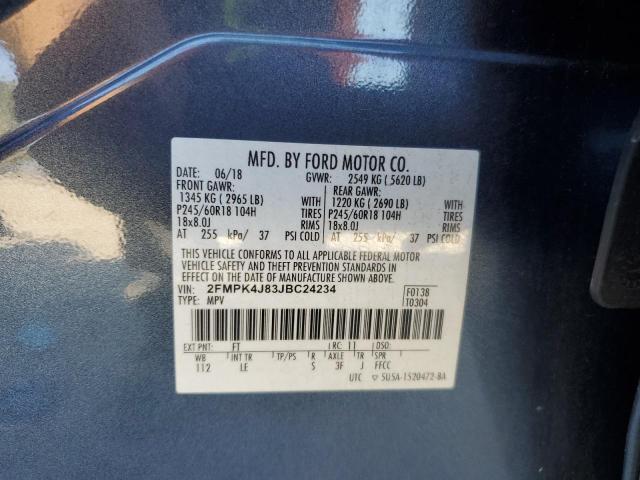 MFD. BY FORD MOTOR CO.
DATE: 06/18 GVWR: 2549 KG ( 5620 LB)
FRONT GAWR: REAR GAWR:
1345 KG ( 2965 LB) WITH 1220 KG ( 2690 LB) WITH
P245/60R18 104H TIRES P245/60R18 104H TIRES
18x8.0J RIMS 18x8.0J RIMS
AT 255 kPa/ 37 PSI COLD AT 255 kPa/ 37 PSI COLD
THIS VEHICLE CONFORMS TO ALL APPLICABLE FEDERAL MOTOR
VEHICLE SAFETY AND THEFT PREVENTION STANDARDS IN
EFFECT ON THE DATE OF MANUFACTURE SHOWN ABOVE.
VIN: 2FMPK4J83JBC24234 F0138
TYPE: MPV T0304
EXT PNT: FT RC: 11 DSO:
WB INT TR TP/PS R AXLE TR SPR
112 LE S 3F J FFCC
UTC ▽ 5U5A-1520472-BA